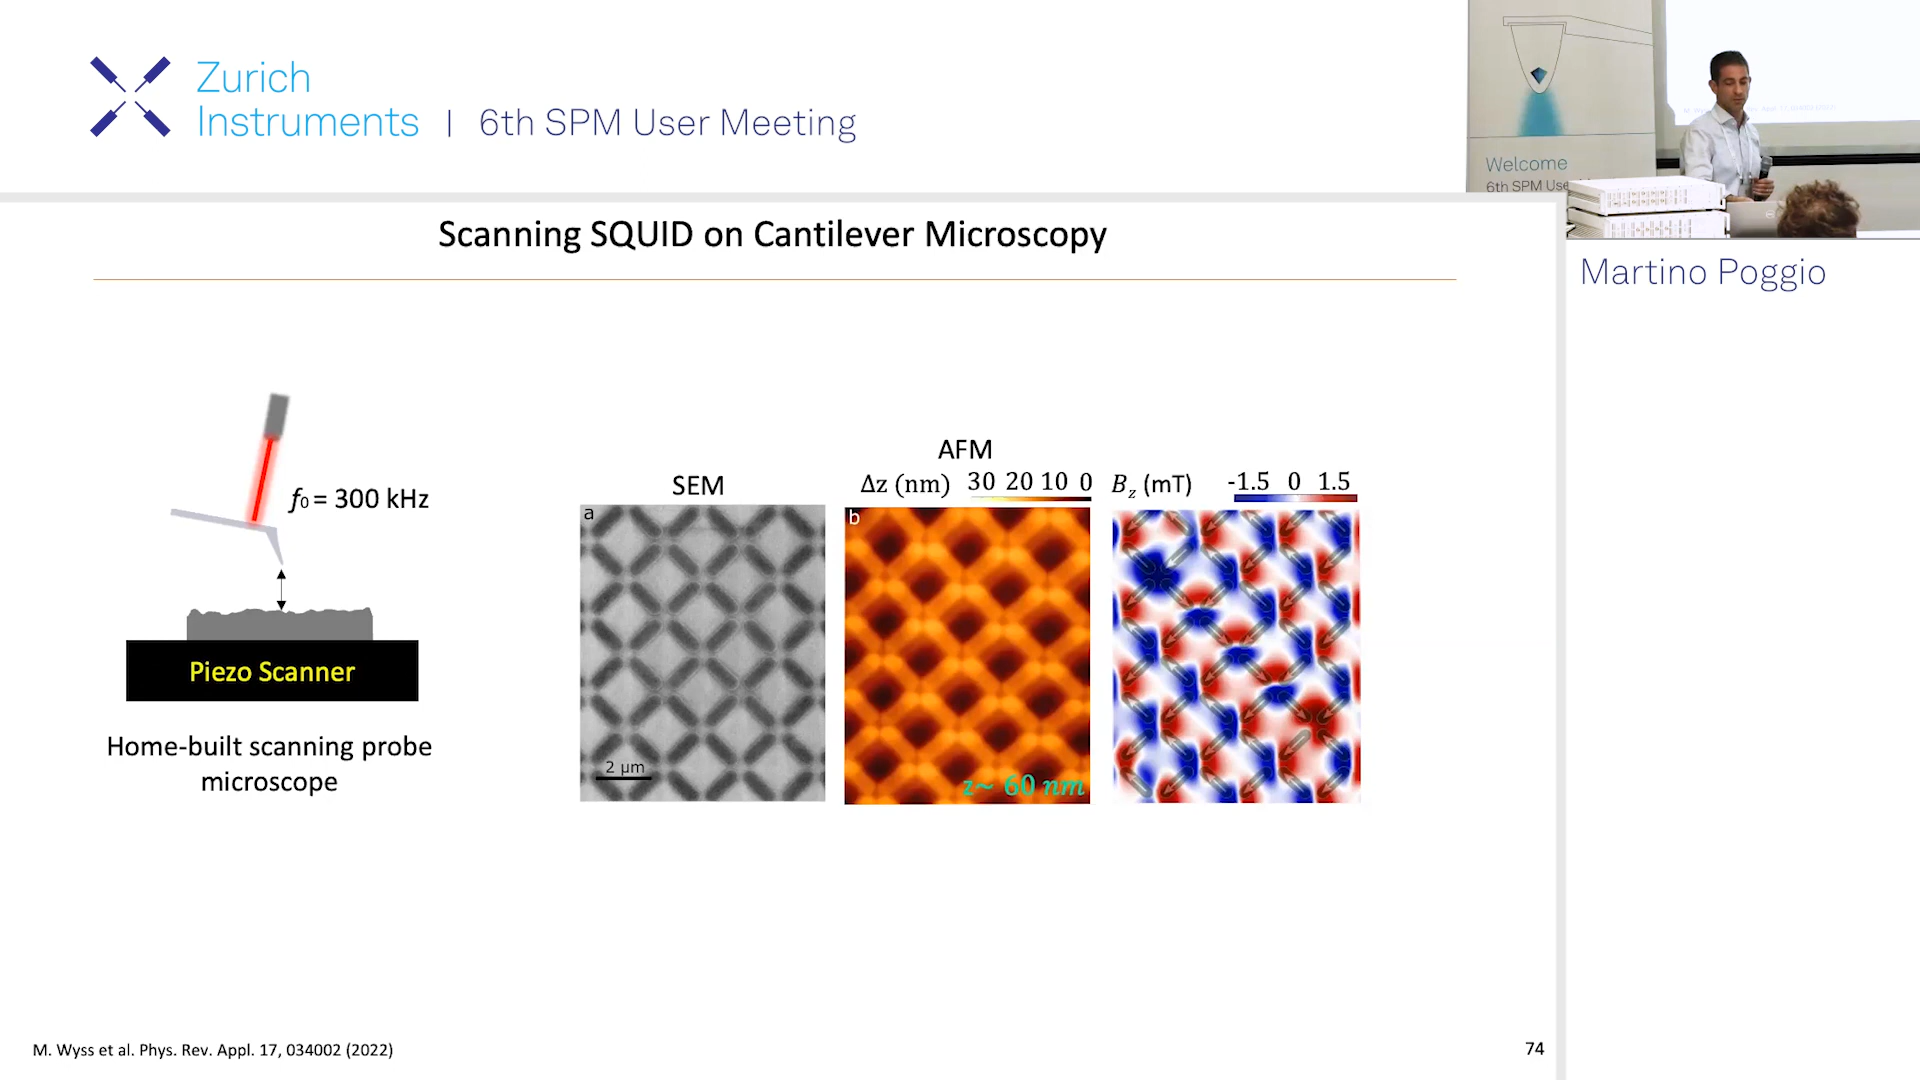 Zurich
Instruments | 6th SPM User Meeting
Welcome
6th SPM Use
Martino Poggio
Scanning SQUID on Cantilever Microscopy
f0 = 300 kHz
Piezo Scanner
Home-built scanning probe
microscope
SEM
a
2 μm
AFM
Δz (nm) 30 20 10 0
b
z~ 60 nm
Bz (mT) -1.5 0 1.5
M. Wyss et al. Phys. Rev. Appl. 17, 034002 (2022)
74